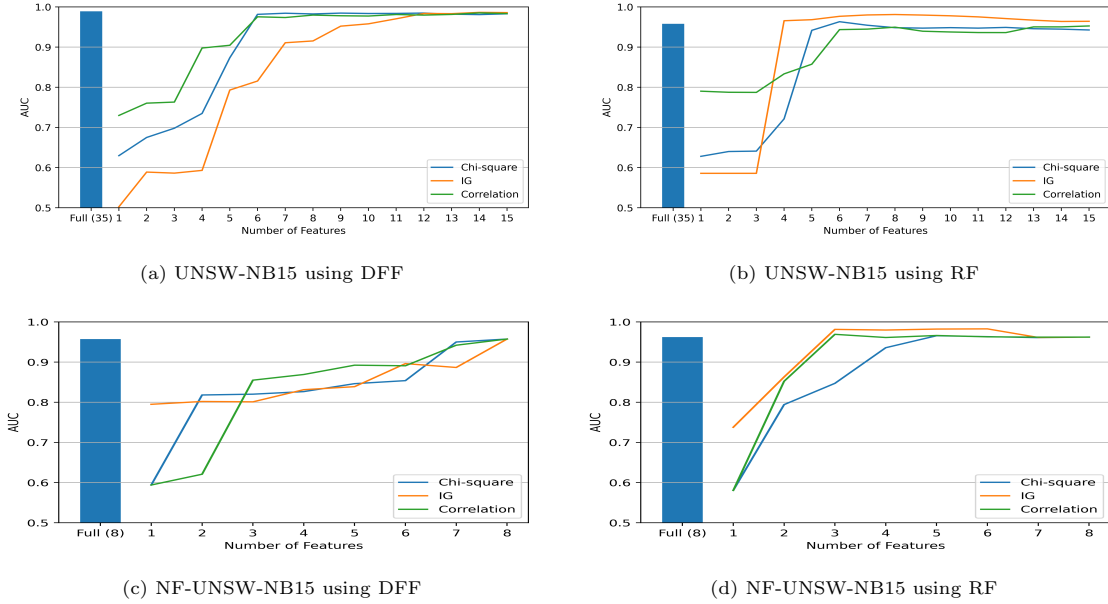 1.0
0.9
0.8
0.7
0.6
0.5
AUC
Full (35) 1 2 3 4 5 6 7 8 9 10 11 12 13 14 15
Number of Features
Chi-square
IG
Correlation
(a) UNSW-NB15 using DFF
1.0
0.9
0.8
0.7
0.6
0.5
AUC
Full (35) 1 2 3 4 5 6 7 8 9 10 11 12 13 14 15
Number of Features
Chi-square
IG
Correlation
(b) UNSW-NB15 using RF
1.0
0.9
0.8
0.7
0.6
0.5
AUC
Full (8) 1 2 3 4 5 6 7 8
Number of Features
Chi-square
IG
Correlation
(c) NF-UNSW-NB15 using DFF
1.0
0.9
0.8
0.7
0.6
0.5
AUC
Full (8) 1 2 3 4 5 6 7 8
Number of Features
Chi-square
IG
Correlation
(d) NF-UNSW-NB15 using RF